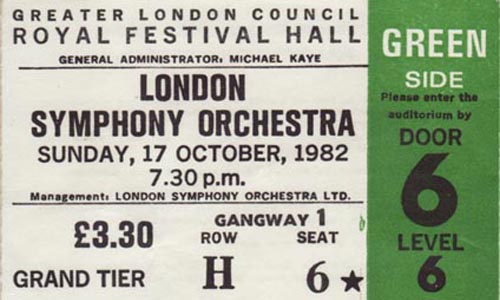 GREATER LONDON COUNCIL
ROYAL FESTIVAL HALL
GENERAL ADMINISTRATOR: MICHAEL KAYE
LONDON
SYMPHONY ORCHESTRA
SUNDAY, 17 OCTOBER, 1982
7.30 p.m.
Management: LONDON SYMPHONY ORCHESTRA LTD.
£3.30
GANGWAY 1
ROW SEAT
GRAND TIER H 6 ★
GREEN
SIDE
Please enter the
auditorium by
DOOR
6
LEVEL
6